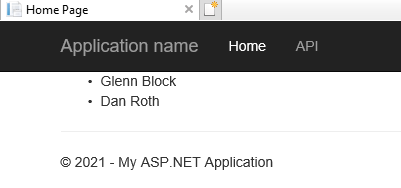 Home Page
Application name Home API
• Glenn Block
• Dan Roth
© 2021 - My ASP.NET Application